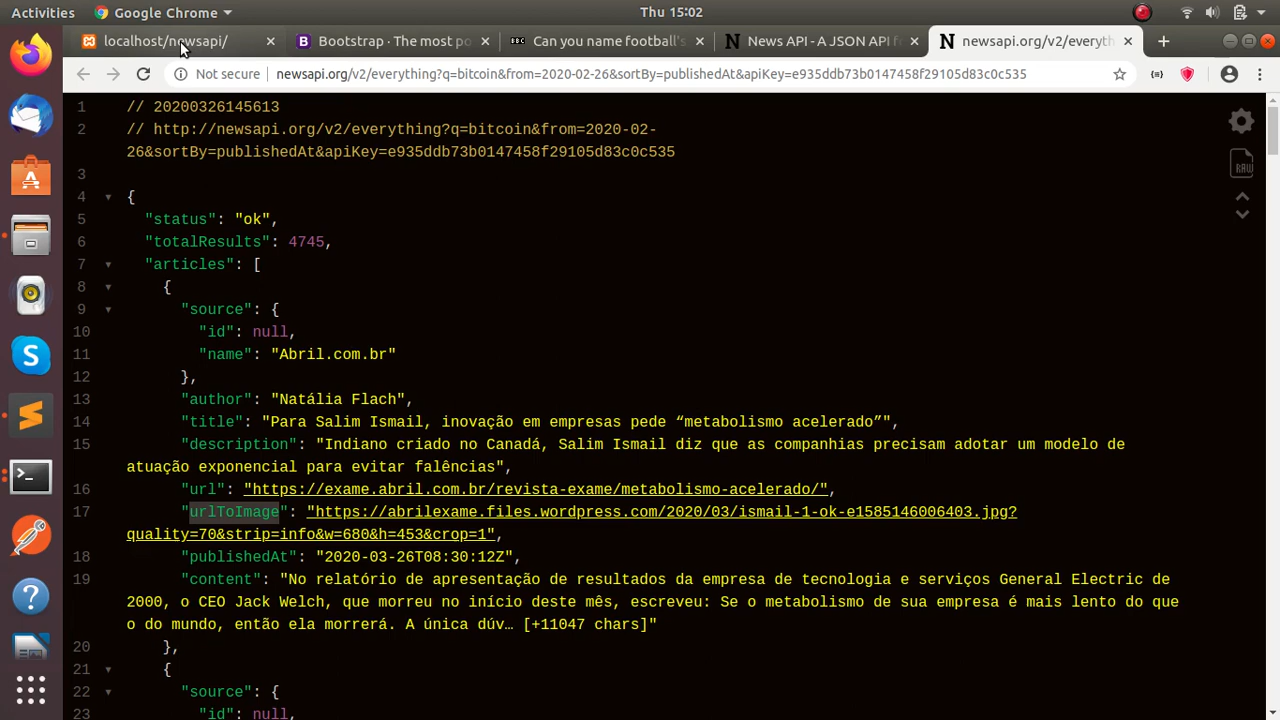 Activities
Google Chrome
Thu 15:02
localhost/newsapi/
Bootstrap · The most po
BBC
Can you name football's
News API - A JSON API f
newsapi.org/v2/everyth
Not secure
newsapi.org/v2/everything?q=bitcoin&from=2020-02-26&sortBy=publishedAt&apiKey=e935ddb73b0147458f29105d83c0c535
1 // 20200326145613
2 // http://newsapi.org/v2/everything?q=bitcoin&from=2020-02-
26&sortBy=publishedAt&apiKey=e935ddb73b0147458f29105d83c0c535
3
4 {
5 "status": "ok",
6 "totalResults": 4745,
7 "articles": [
8 {
9 "source": {
10 "id": null,
11 "name": "Abril.com.br"
12 },
13 "author": "Natália Flach",
14 "title": "Para Salim Ismail, inovação em empresas pede “metabolismo acelerado”",
15 "description": "Indiano criado no Canadá, Salim Ismail diz que as companhias precisam adotar um modelo de
atuação exponencial para evitar falências",
16 "url": "https://exame.abril.com.br/revista-exame/metabolismo-acelerado/",
17 "urlToImage": "https://abrilexame.files.wordpress.com/2020/03/ismail-1-ok-e1585146006403.jpg?
quality=70&strip=info&w=680&h=453&crop=1",
18 "publishedAt": "2020-03-26T08:30:12Z",
19 "content": "No relatório de apresentação de resultados da empresa de tecnologia e serviços General Electric de
2000, o CEO Jack Welch, que morreu no início deste mês, escreveu: Se o metabolismo de sua empresa é mais lento do que
o do mundo, então ela morrerá. A única dúv… [+11047 chars]"
20 },
21 {
22 "source": {
23 "id": null,
RAW